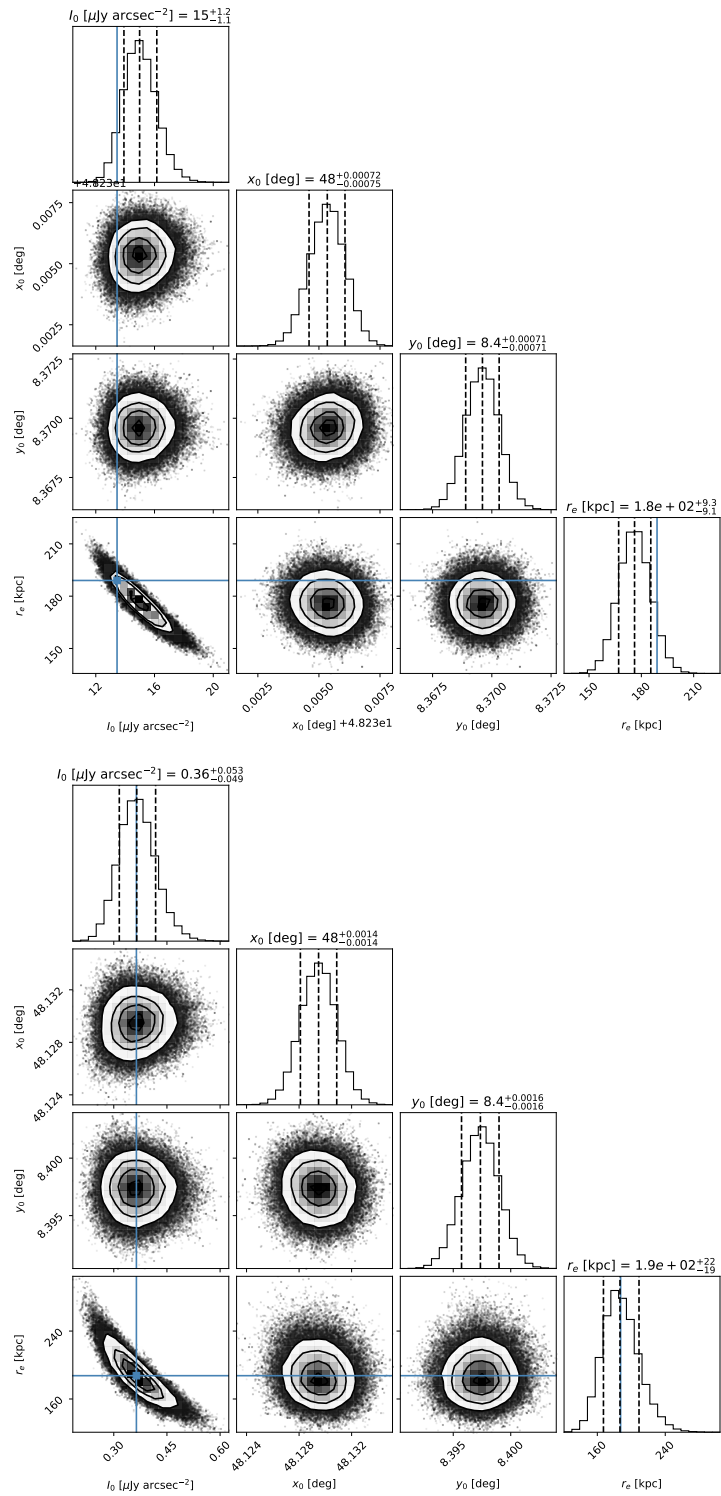 I₀ [μJy arcsec⁻²] = 15⁺¹·²₋₁.₁
+4.823e1
x₀ [deg] = 48⁺⁰·⁰⁰⁰⁷²₋₀.₀₀₀₇₅
0.0075
0.0050
0.0025
x₀ [deg]
y₀ [deg] = 8.4⁺⁰·⁰⁰⁰⁷¹₋₀.₀₀₀₇₁
8.3725
8.3700
8.3675
y₀ [deg]
rₑ [kpc] = 1.8e + 02⁺⁹·³₋₉.₁
210
180
150
rₑ [kpc]
12 16 20 0.0025 0.0050 0.0075 8.3675 8.3700 8.3725 150 180 210
I₀ [μJy arcsec⁻²] x₀ [deg] +4.823e1 y₀ [deg] rₑ [kpc]
I₀ [μJy arcsec⁻²] = 0.36⁺⁰·⁰⁵³₋₀.₀₄₉
x₀ [deg] = 48⁺⁰·⁰⁰¹⁴₋₀.₀₀₁₄
48.132
48.128
48.124
x₀ [deg]
y₀ [deg] = 8.4⁺⁰·⁰⁰¹⁶₋₀.₀₀₁₆
8.400
8.395
y₀ [deg]
rₑ [kpc] = 1.9e + 02⁺²²₋₁₉
240
160
rₑ [kpc]
0.30 0.45 0.60 48.124 48.128 48.132 8.395 8.400 160 240
I₀ [μJy arcsec⁻²] x₀ [deg] y₀ [deg] rₑ [kpc]